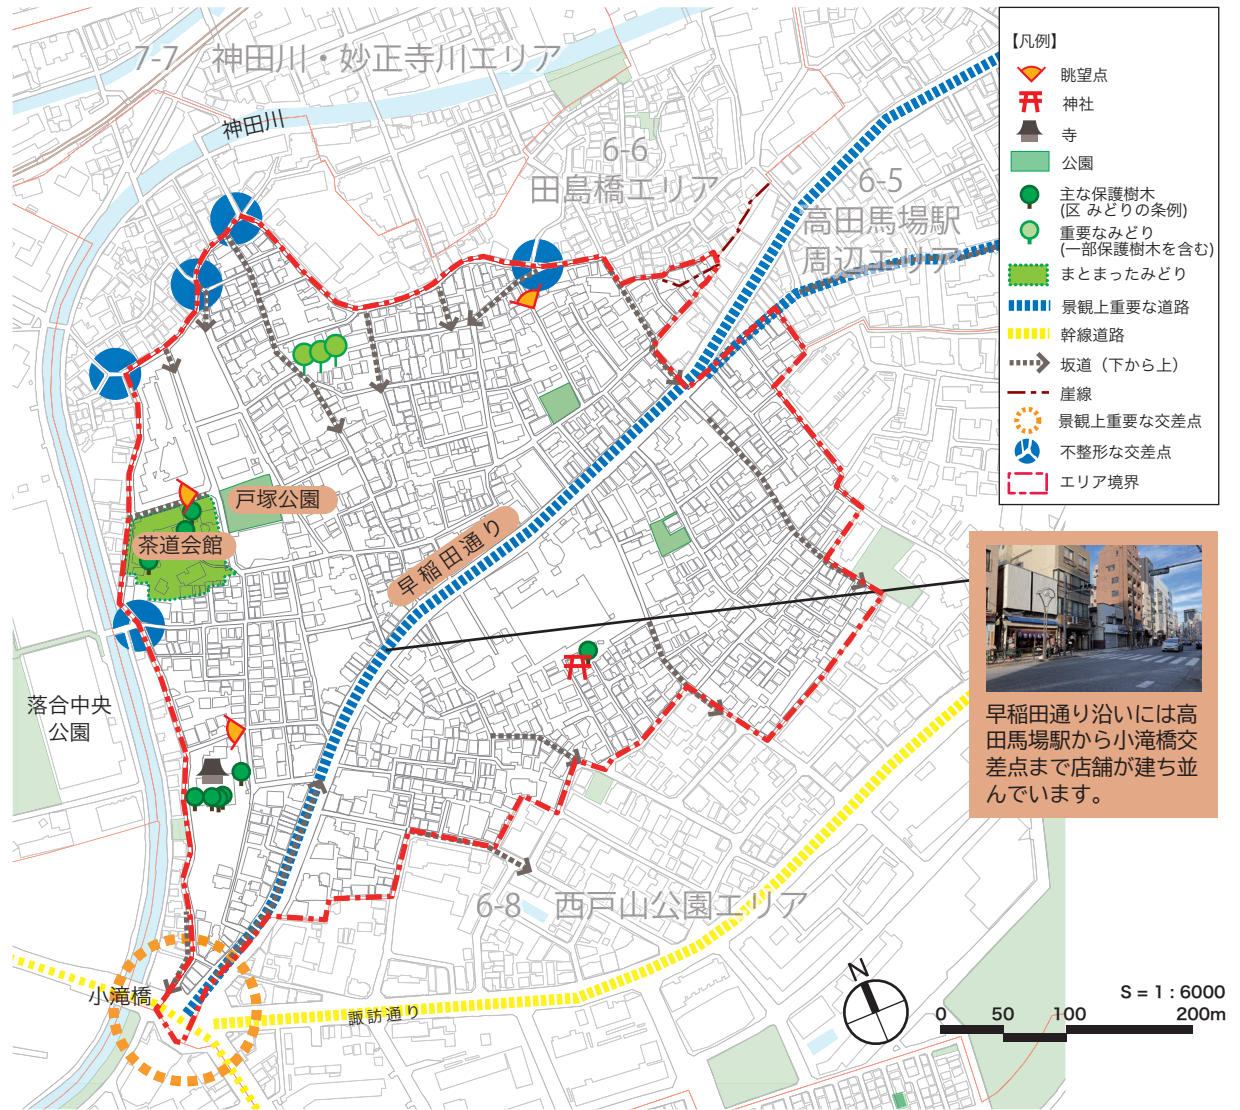 7-7 神田川・妙正寺川エリア
神田川
6-6
田島橋エリア
6-5
高田馬場駅
周辺エリア
【凡例】
眺望点
神社
寺
公園
主な保護樹木
(区 みどりの条例)
重要なみどり
(一部保護樹木を含む)
まとまったみどり
景観上重要な道路
幹線道路
坂道（下から上）
崖線
景観上重要な交差点
不整形な交差点
エリア境界
戸塚公園
茶道会館
早稲田通り
落合中央
公園
早稲田通り沿いには高
田馬場駅から小滝橋交
差点まで店舗が建ち並
んでいます。
6-8 西戸山公園エリア
小滝橋
諏訪通り
N
S = 1 : 6000
0 50 100 200m